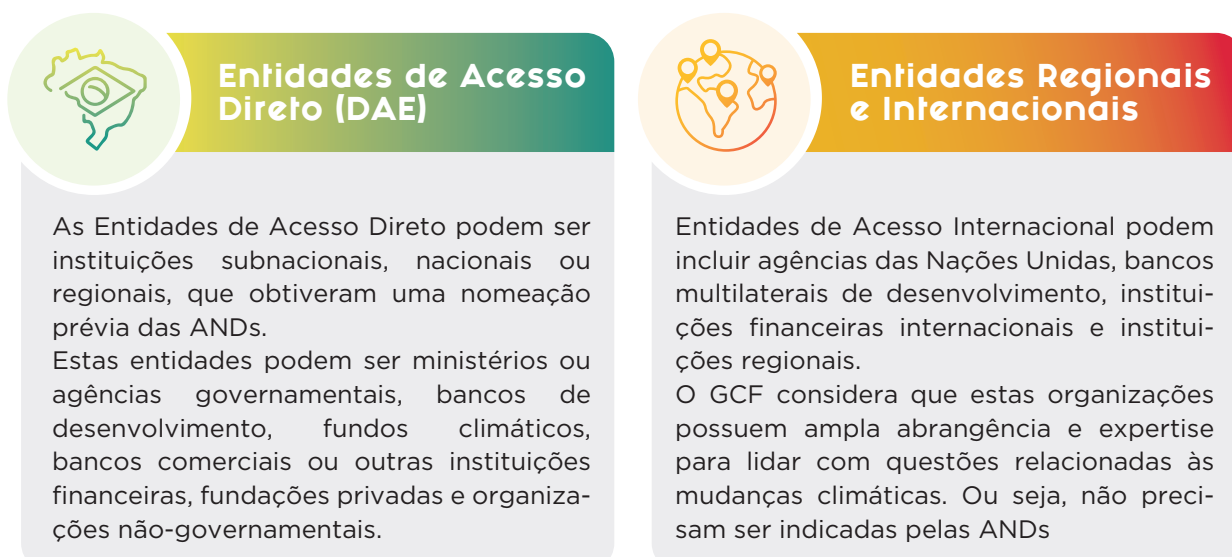 Entidades de Acesso
Direto (DAE)
As Entidades de Acesso Direto podem ser
instituições subnacionais, nacionais ou
regionais, que obtiveram uma nomeação
prévia das ANDs.
Estas entidades podem ser ministérios ou
agências governamentais, bancos de
desenvolvimento, fundos climáticos,
bancos comerciais ou outras instituições
financeiras, fundações privadas e organiza-
ções não-governamentais.
Entidades Regionais
e Internacionais
Entidades de Acesso Internacional podem
incluir agências das Nações Unidas, bancos
multilaterais de desenvolvimento, institui-
ções financeiras internacionais e institui-
ções regionais.
O GCF considera que estas organizações
possuem ampla abrangência e expertise
para lidar com questões relacionadas às
mudanças climáticas. Ou seja, não preci-
sam ser indicadas pelas ANDs